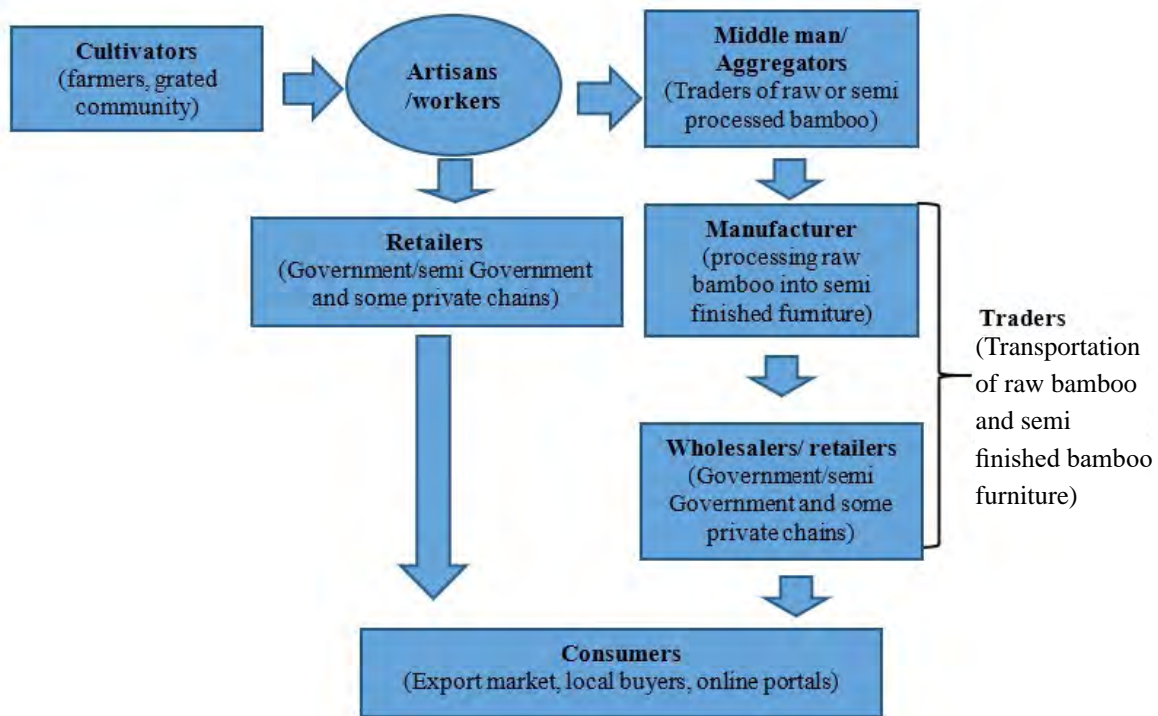 Cultivators
(farmers, grated
community)
Artisans
/workers
Middle man/
Aggregators
(Traders of raw or semi
processed bamboo)
Retailers
(Government/semi Government
and some private chains)
Manufacturer
(processing raw
bamboo into semi
finished furniture)
Traders
(Transportation
of raw bamboo
and semi
finished bamboo
furniture)
Wholesalers/ retailers
(Government/semi
Government and some
private chains)
Consumers
(Export market, local buyers, online portals)